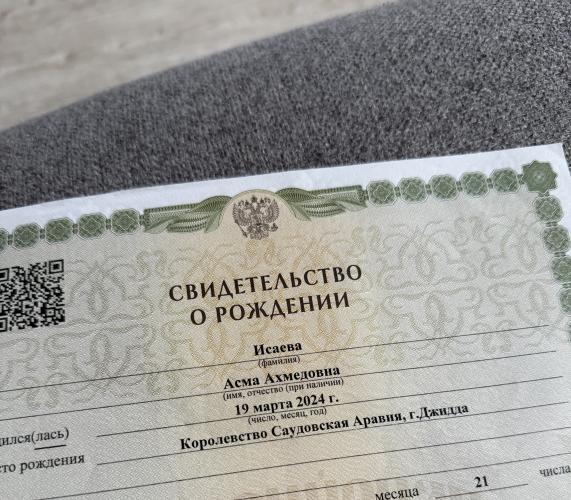 СВИДЕТЕЛЬСТВО
О РОЖДЕНИИ
Исаева
(фамилия)
Асма Ахмедовна
(имя, отчество (при наличии)
19 марта 2024 г.
(число, месяц, год)
дился(лась)
Королевство Саудовская Аравия, г.Джидда
сто рождения
месяца 21 числа